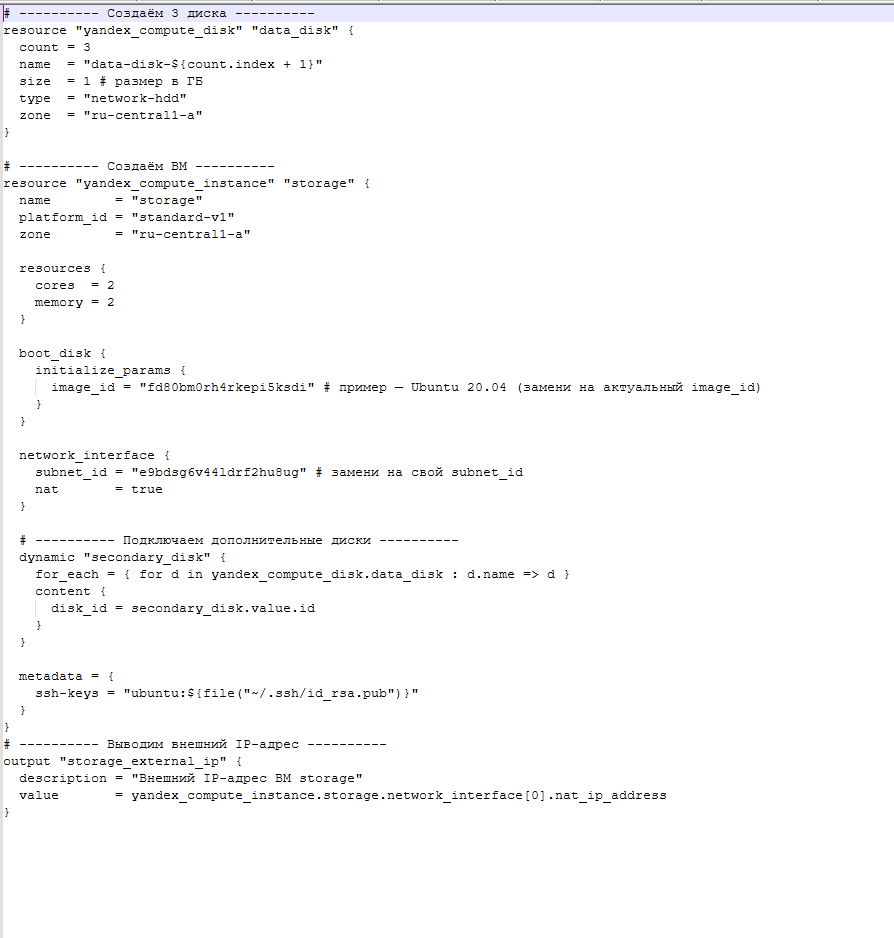 # ---------- Создаём 3 диска ----------
resource "yandex_compute_disk" "data_disk" {
  count = 3
  name  = "data-disk-${count.index + 1}"
  size  = 1 # размер в ГБ
  type  = "network-hdd"
  zone  = "ru-central1-a"
}

# ---------- Создаём ВМ ----------
resource "yandex_compute_instance" "storage" {
  name        = "storage"
  platform_id = "standard-v1"
  zone        = "ru-central1-a"

  resources {
    cores  = 2
    memory = 2
  }

  boot_disk {
    initialize_params {
      image_id = "fd80bm0rh4rkepi5ksdi" # пример — Ubuntu 20.04 (замени на актуальный image_id)
    }
  }

  network_interface {
    subnet_id = "e9bdsg6v44ldrf2hu8ug" # замени на свой subnet_id
    nat       = true
  }

  # ---------- Подключаем дополнительные диски ----------
  dynamic "secondary_disk" {
    for_each = { for d in yandex_compute_disk.data_disk : d.name => d }
    content {
      disk_id = secondary_disk.value.id
    }
  }

  metadata = {
    ssh-keys = "ubuntu:${file("~/.ssh/id_rsa.pub")}"
  }
}
# ---------- Выводим внешний IP-адрес ----------
output "storage_external_ip" {
  description = "Внешний IP-адрес ВМ storage"
  value       = yandex_compute_instance.storage.network_interface[0].nat_ip_address
}